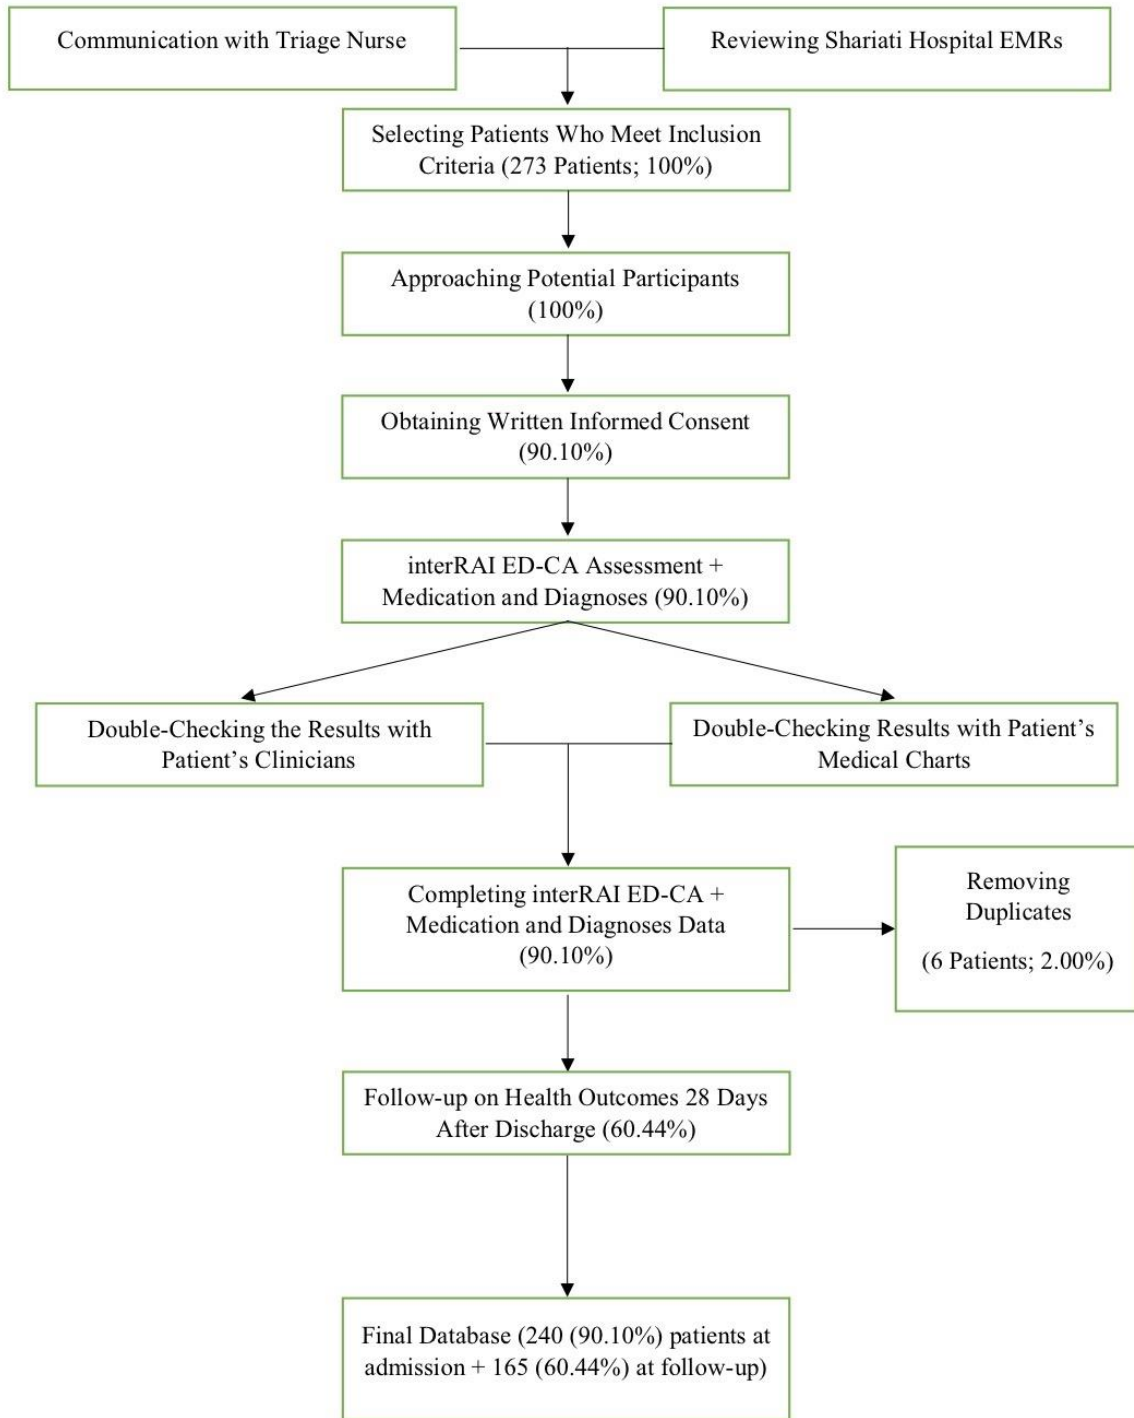 Communication with Triage Nurse
Reviewing Shariati Hospital EMRs
Selecting Patients Who Meet Inclusion
Criteria (273 Patients; 100%)
Approaching Potential Participants
(100%)
Obtaining Written Informed Consent
(90.10%)
interRAI ED-CA Assessment +
Medication and Diagnoses (90.10%)
Double-Checking the Results with
Patient’s Clinicians
Double-Checking Results with Patient’s
Medical Charts
Completing interRAI ED-CA +
Medication and Diagnoses Data
(90.10%)
Removing
Duplicates
(6 Patients; 2.00%)
Follow-up on Health Outcomes 28 Days
After Discharge (60.44%)
Final Database (240 (90.10%) patients at
admission + 165 (60.44%) at follow-up)